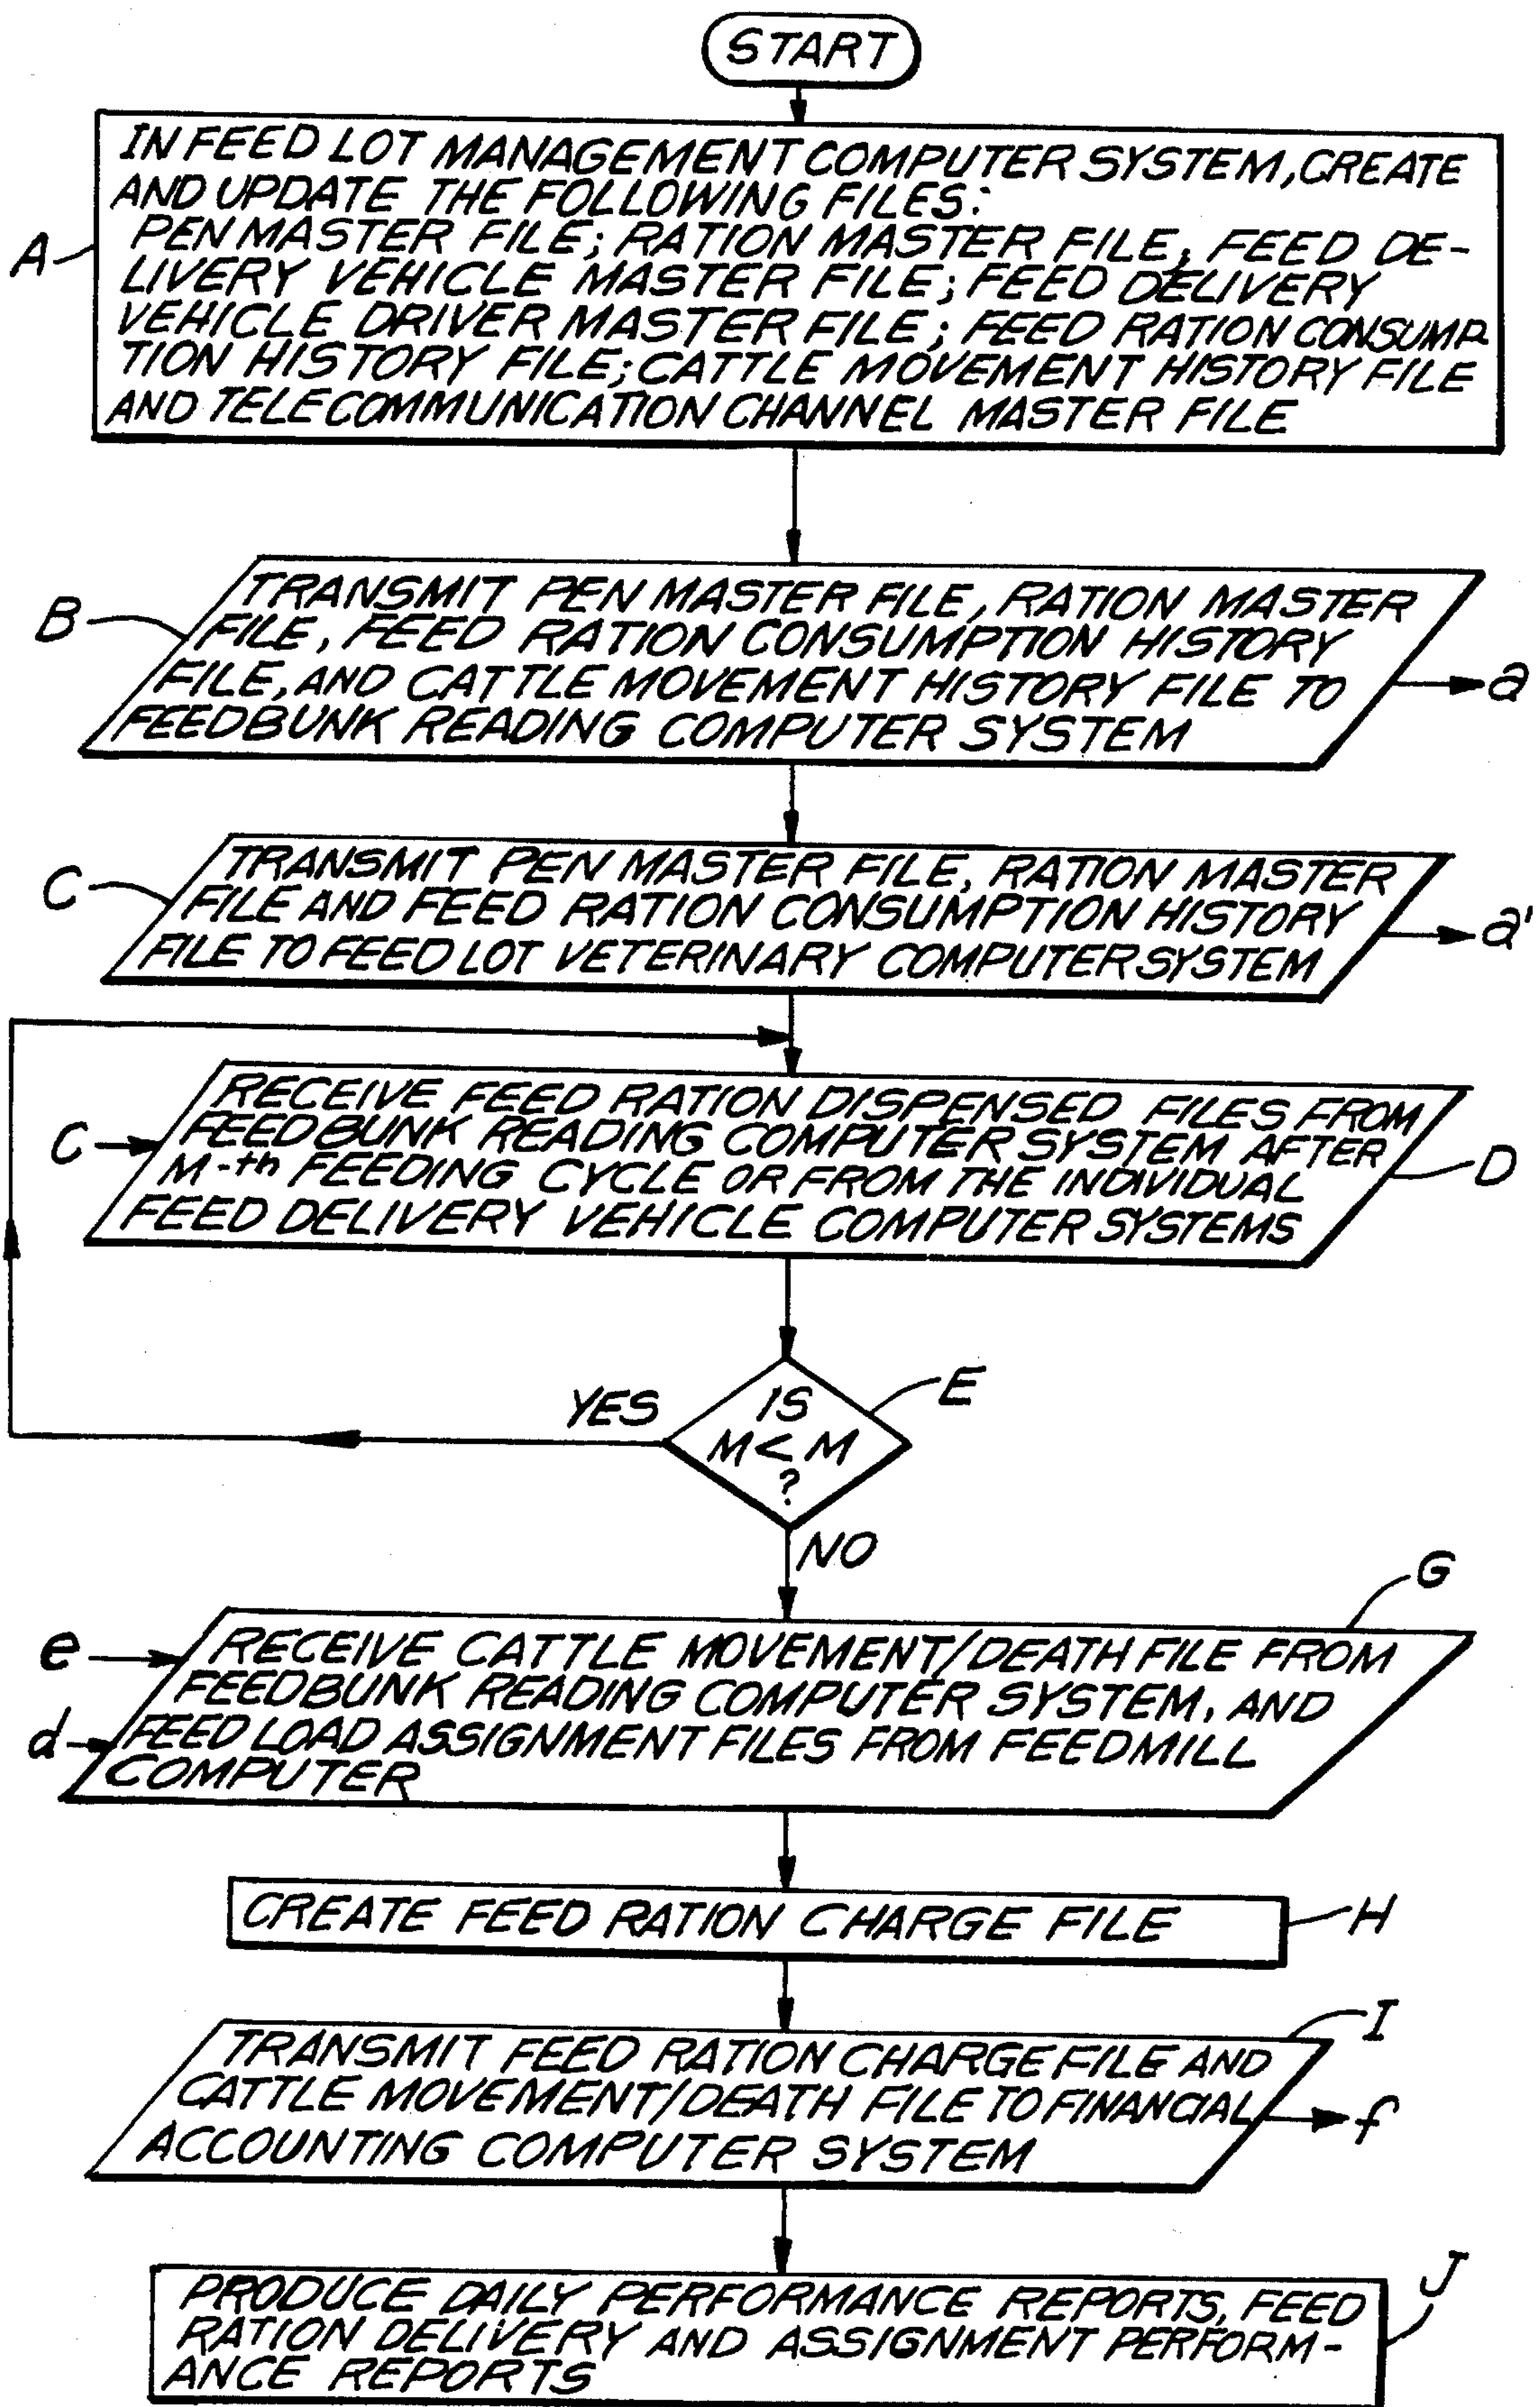 START
IN FEED LOT MANAGEMENT COMPUTER SYSTEM, CREATE
AND UPDATE THE FOLLOWING FILES:
A
PEN MASTER FILE; RATION MASTER FILE, FEED DE-
LIVERY VEHICLE MASTER FILE; FEED DELIVERY
VEHICLE DRIVER MASTER FILE; FEED RATION CONSUMP
TION HISTORY FILE; CATTLE MOVEMENT HISTORY FILE
AND TELECOMMUNICATION CHANNEL MASTER FILE
B
TRANSMIT PEN MASTER FILE, RATION MASTER
FILE, FEED RATION CONSUMPTION HISTORY
FILE, AND CATTLE MOVEMENT HISTORY FILE TO
FEEDBUNK READING COMPUTER SYSTEM
a
C
TRANSMIT PEN MASTER FILE, RATION MASTER
FILE AND FEED RATION CONSUMPTION HISTORY
FILE TO FEED LOT VETERINARY COMPUTER SYSTEM
a'
C
RECEIVE FEED RATION DISPENSED FILES FROM
FEEDBUNK READING COMPUTER SYSTEM AFTER
M-th FEEDING CYCLE OR FROM THE INDIVIDUAL
FEED DELIVERY VEHICLE COMPUTER SYSTEMS
D
YES
IS
M < M
?
E
NO
G
e
d
RECEIVE CATTLE MOVEMENT/DEATH FILE FROM
FEEDBUNK READING COMPUTER SYSTEM, AND
FEED LOAD ASSIGNMENT FILES FROM FEEDMILL
COMPUTER
CREATE FEED RATION CHARGE FILE
H
I
TRANSMIT FEED RATION CHARGE FILE AND
CATTLE MOVEMENT/DEATH FILE TO FINANCIAL
ACCOUNTING COMPUTER SYSTEM
f
J
PRODUCE DAILY PERFORMANCE REPORTS, FEED
RATION DELIVERY AND ASSIGNMENT PERFORM-
ANCE REPORTS